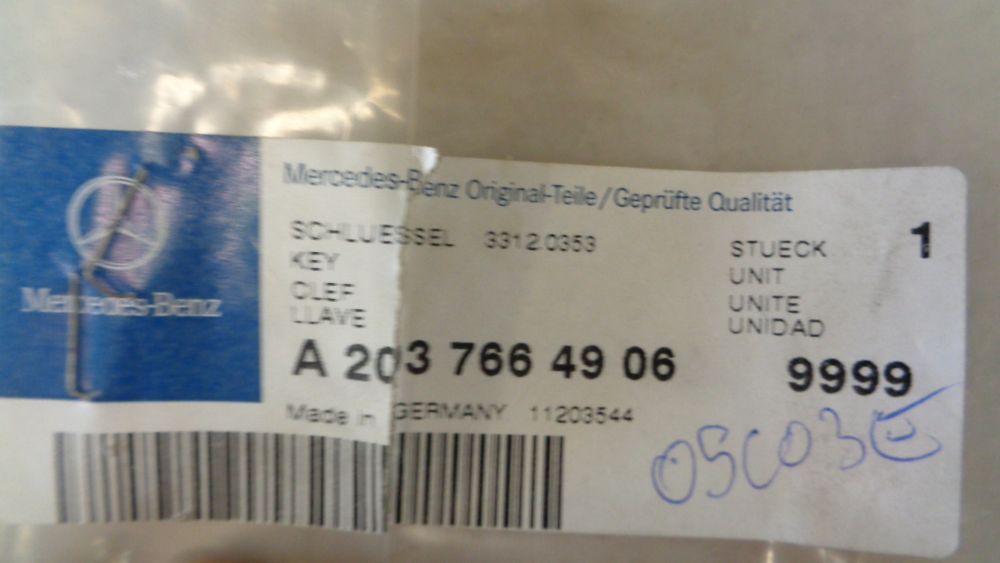 Mercedes-Benz
Mercedes-Benz Original-Teile/Geprüfte Qualität
SCHLUESSEL 3312.0353
KEY
CLEF
LLAVE
STUECK 1
UNIT
UNITE
UNIDAD
A 203 766 49 06 9999
Made in GERMANY 11203544